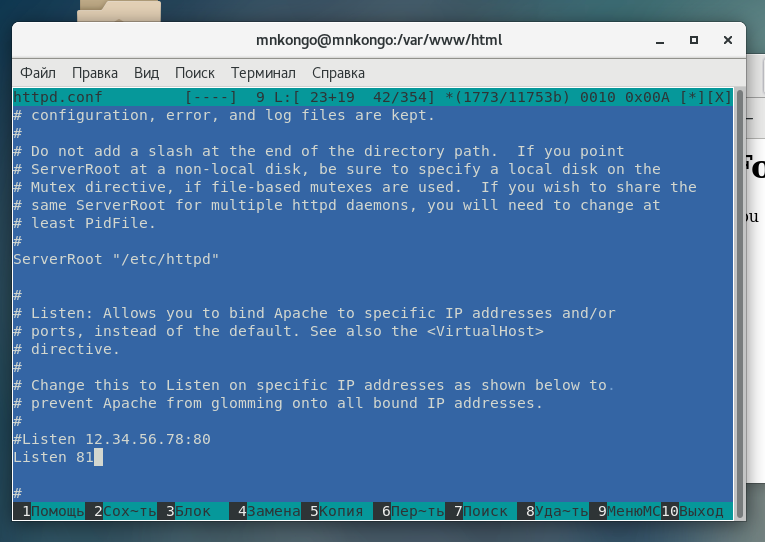 mnkongo@mnkongo:/var/www/html
Файл Правка Вид Поиск Терминал Справка
httpd.conf [----] 9 L:[ 23+19 42/354] *(1773/11753b) 0010 0x00A [*][X]
# configuration, error, and log files are kept.
#
# Do not add a slash at the end of the directory path. If you point
# ServerRoot at a non-local disk, be sure to specify a local disk on the
# Mutex directive, if file-based mutexes are used. If you wish to share the
# same ServerRoot for multiple httpd daemons, you will need to change at
# least PidFile.
#
ServerRoot "/etc/httpd"
#
# Listen: Allows you to bind Apache to specific IP addresses and/or
# ports, instead of the default. See also the <VirtualHost>
# directive.
#
# Change this to Listen on specific IP addresses as shown below to.
# prevent Apache from glomming onto all bound IP addresses.
#
#Listen 12.34.56.78:80
Listen 81
#
1Помощь 2Сох~ть 3Блок 4Замена 5Копия 6Пер~ть 7Поиск 8Уда~ть 9МенюMC 10Выход